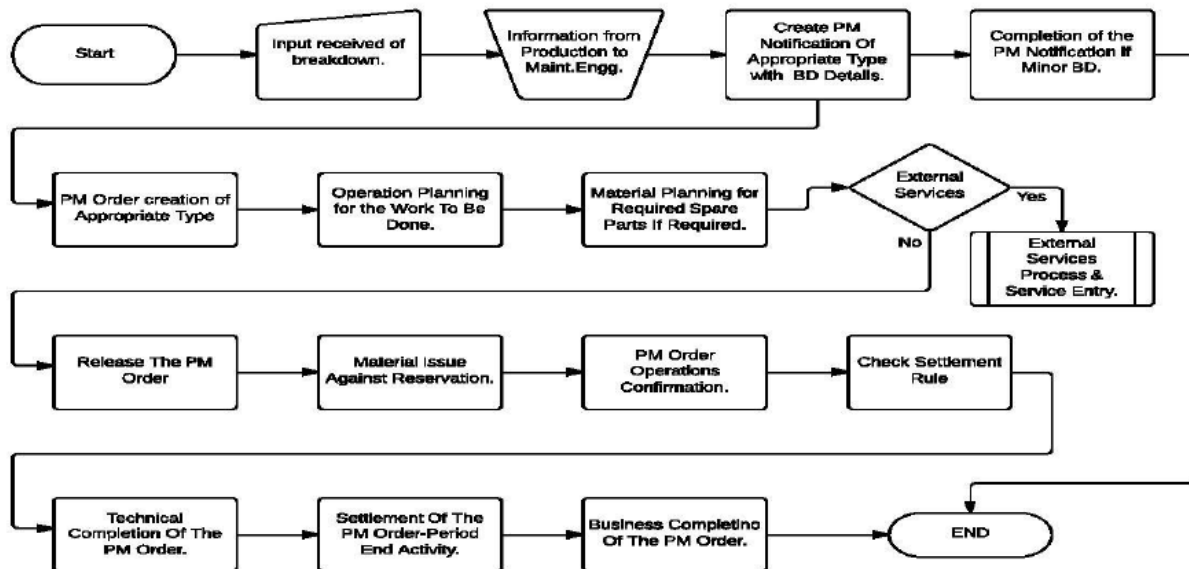 Start
Input received of
breakdown.
Information from
Production to
Maint.Engg.
Create PM
Notification Of
Appropriate Type
with BD Details.
Completion of the
PM Notification If
Minor BD.
PM Order creation of
Appropriate Type
Operation Planning
for the Work To Be
Done.
Material Planning for
Required Spare
Parts If Required.
External
Services
Yes
No
External
Services
Process &
Service Entry.
Release The PM
Order
Material Issue
Against Reservation.
PM Order
Operations
Confirmation.
Check Settlement
Rule
Technical
Completion Of The
PM Order.
Settlement Of The
PM Order-Period
End Activity.
Business Completino
Of The PM Order.
END